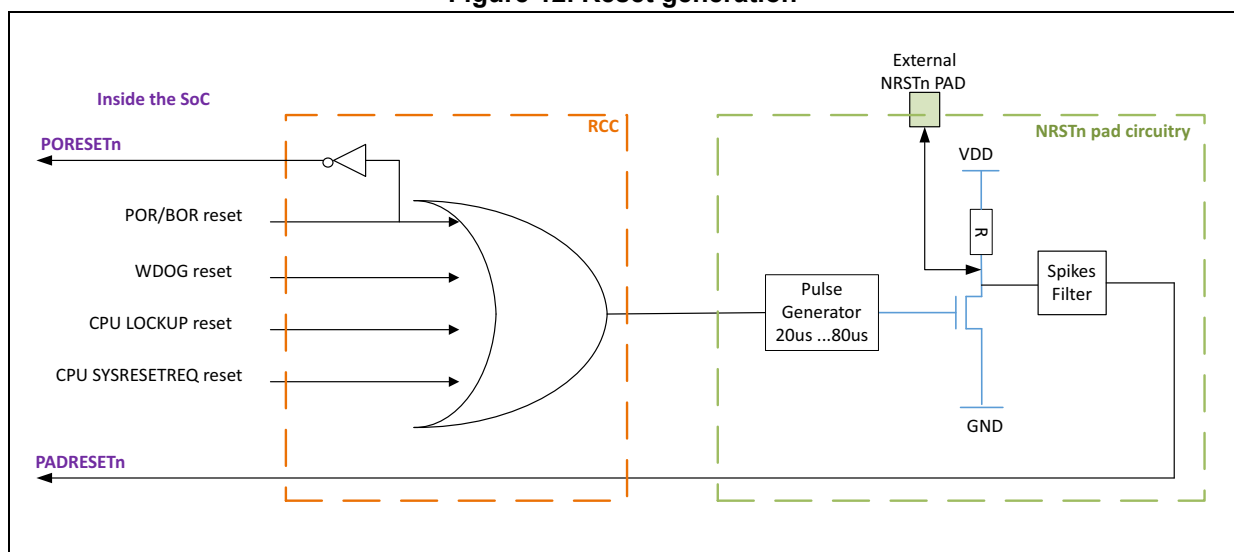 Figure 12. Reset generation
Inside the SoC
PORESETn
POR/BOR reset
WDOG reset
CPU LOCKUP reset
CPU SYSRESETREQ reset
PADRESETn
RCC
Pulse
Generator
20us ...80us
External
NRSTn PAD
NRSTn pad circuitry
VDD
R
Spikes
Filter
GND